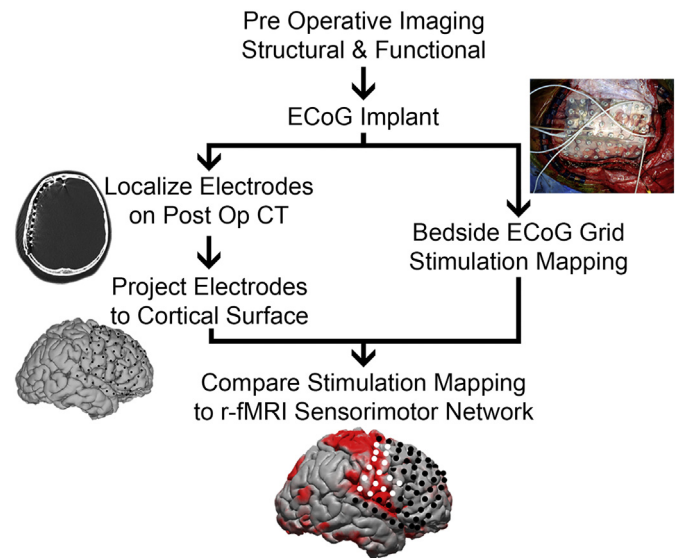 Pre Operative Imaging
Structural & Functional
ECoG Implant
Localize Electrodes
on Post Op CT
Bedside ECoG Grid
Stimulation Mapping
Project Electrodes
to Cortical Surface
Compare Stimulation Mapping
to r-fMRI Sensorimotor Network